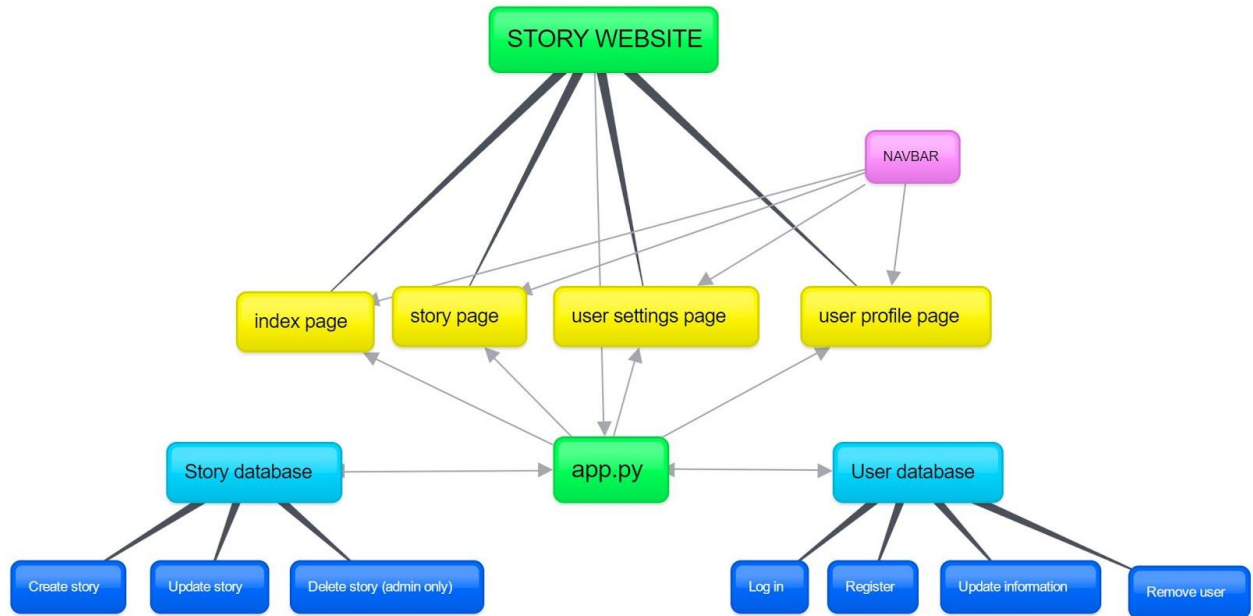 STORY WEBSITE
NAVBAR
index page
story page
user settings page
user profile page
Story database
app.py
User database
Create story
Update story
Delete story (admin only)
Log in
Register
Update information
Remove user